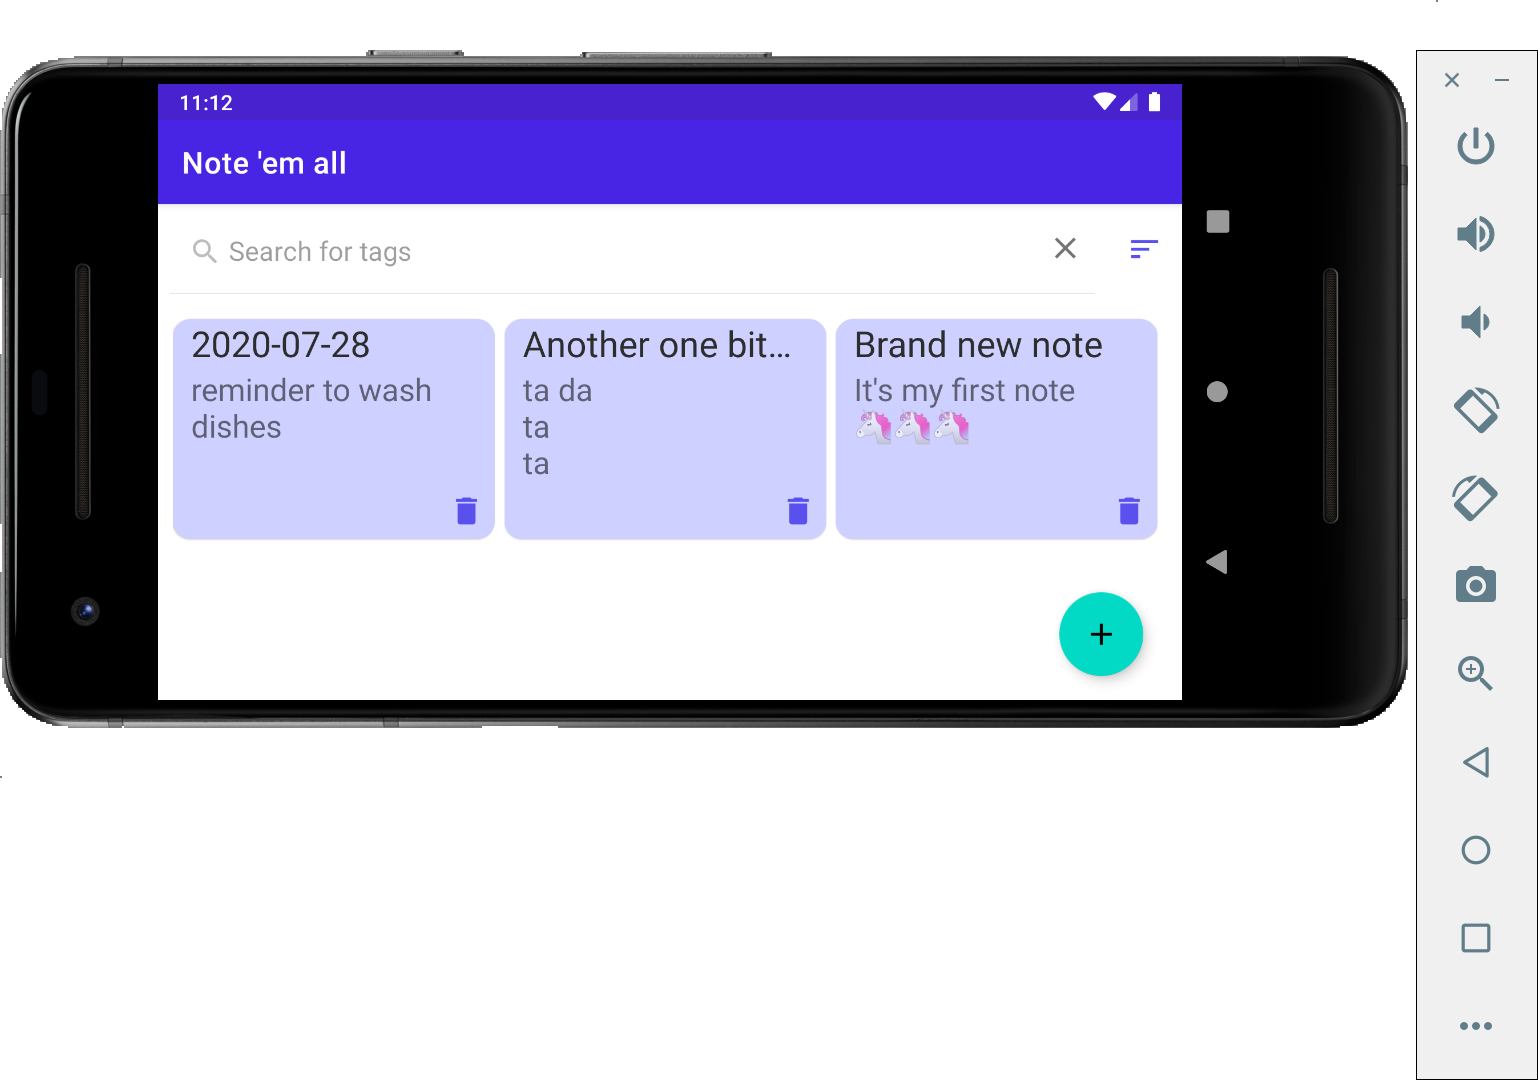 11:12
Note 'em all
Search for tags
2020-07-28
reminder to wash
dishes
Another one bit...
ta da
ta
ta
Brand new note
It's my first note
🦄🦄🦄